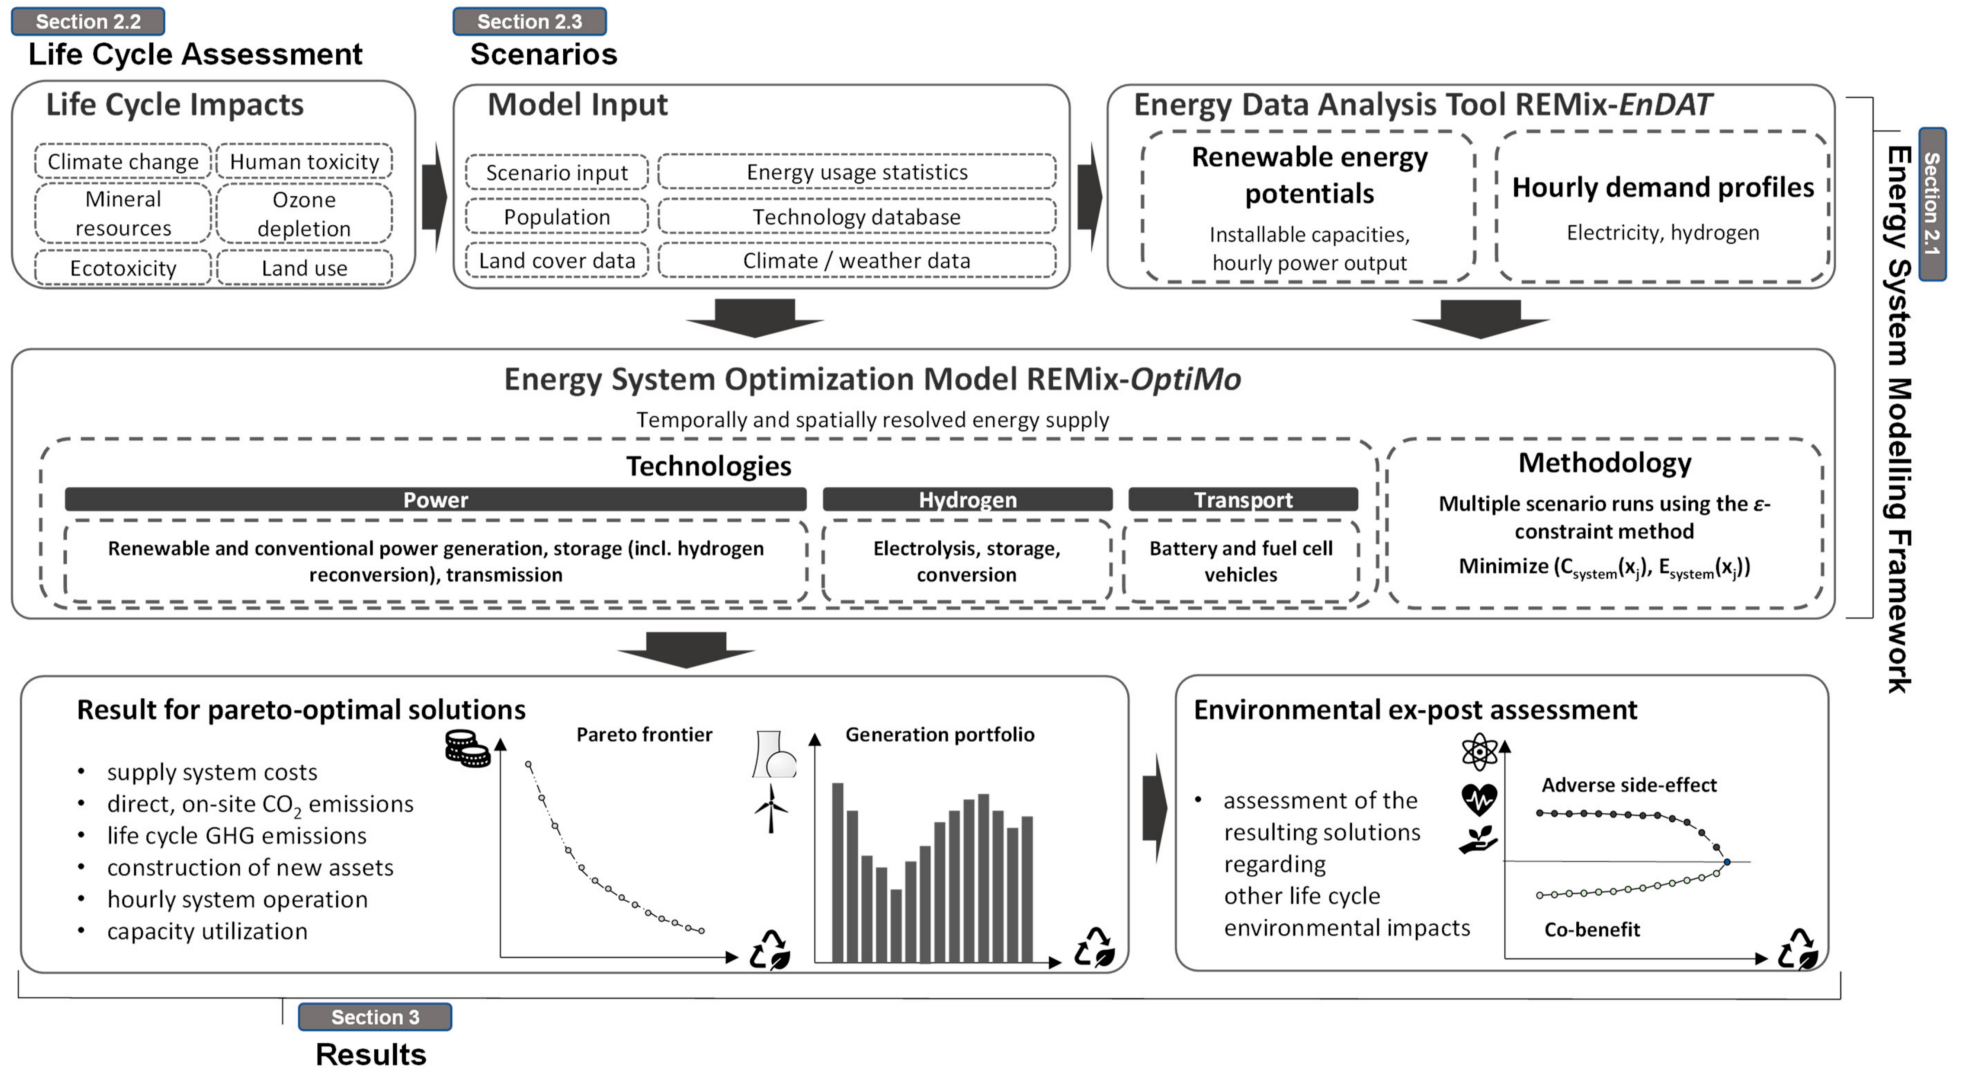 Section 2.2
Life Cycle Assessment
Life Cycle Impacts
Climate change
Human toxicity
Mineral
resources
Ozone
depletion
Ecotoxicity
Land use
Section 2.3
Scenarios
Model Input
Scenario input
Energy usage statistics
Population
Technology database
Land cover data
Climate / weather data
Energy Data Analysis Tool REMix-EnDAT
Renewable energy
potentials
Installable capacities,
hourly power output
Hourly demand profiles
Electricity, hydrogen
Section 2.1
Energy System Modelling Framework
Energy System Optimization Model REMix-OptiMo
Temporally and spatially resolved energy supply
Technologies
Power
Renewable and conventional power generation, storage (incl. hydrogen
reconversion), transmission
Hydrogen
Electrolysis, storage,
conversion
Transport
Battery and fuel cell
vehicles
Methodology
Multiple scenario runs using the ε-
constraint method
Minimize (Csystem(xj), Esystem(xj))
Result for pareto-optimal solutions
• supply system costs
• direct, on-site CO2 emissions
• life cycle GHG emissions
• construction of new assets
• hourly system operation
• capacity utilization
Pareto frontier
Generation portfolio
Environmental ex-post assessment
• assessment of the
resulting solutions
regarding
other life cycle
environmental impacts
Adverse side-effect
Co-benefit
Section 3
Results